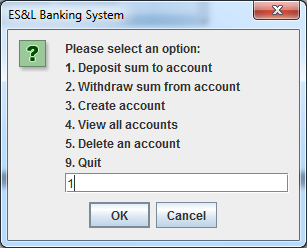 ES&L Banking System
Please select an option:
1. Deposit sum to account
2. Withdraw sum from account
3. Create account
4. View all accounts
5. Delete an account
9. Quit
1
OK
Cancel